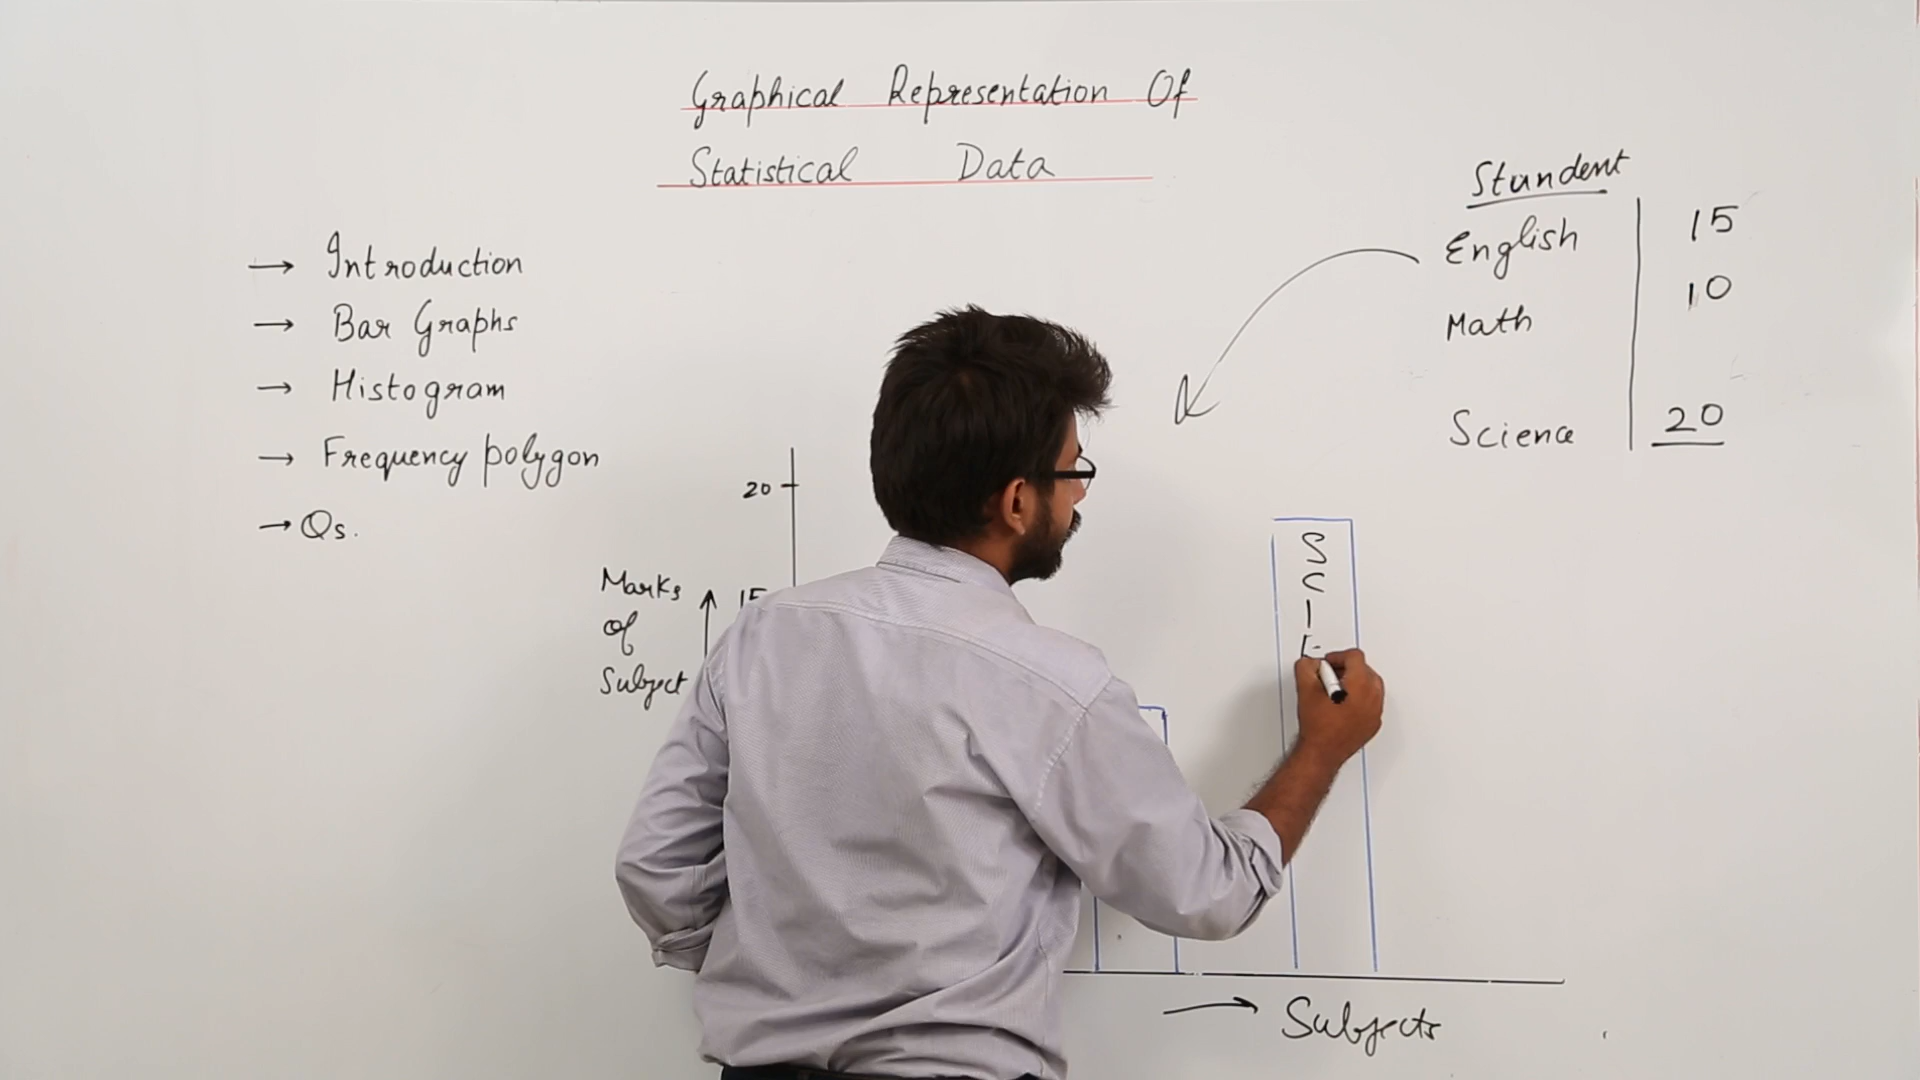 Graphical Representation Of
Statistical Data
→ Introduction
→ Bar Graphs
→ Histogram
→ Frequency polygon
→ Qs.
Stundent
English 15
Math 10
Science 20
20
Marks
Of
Subject
15
S
C
I
E
→ Subjects